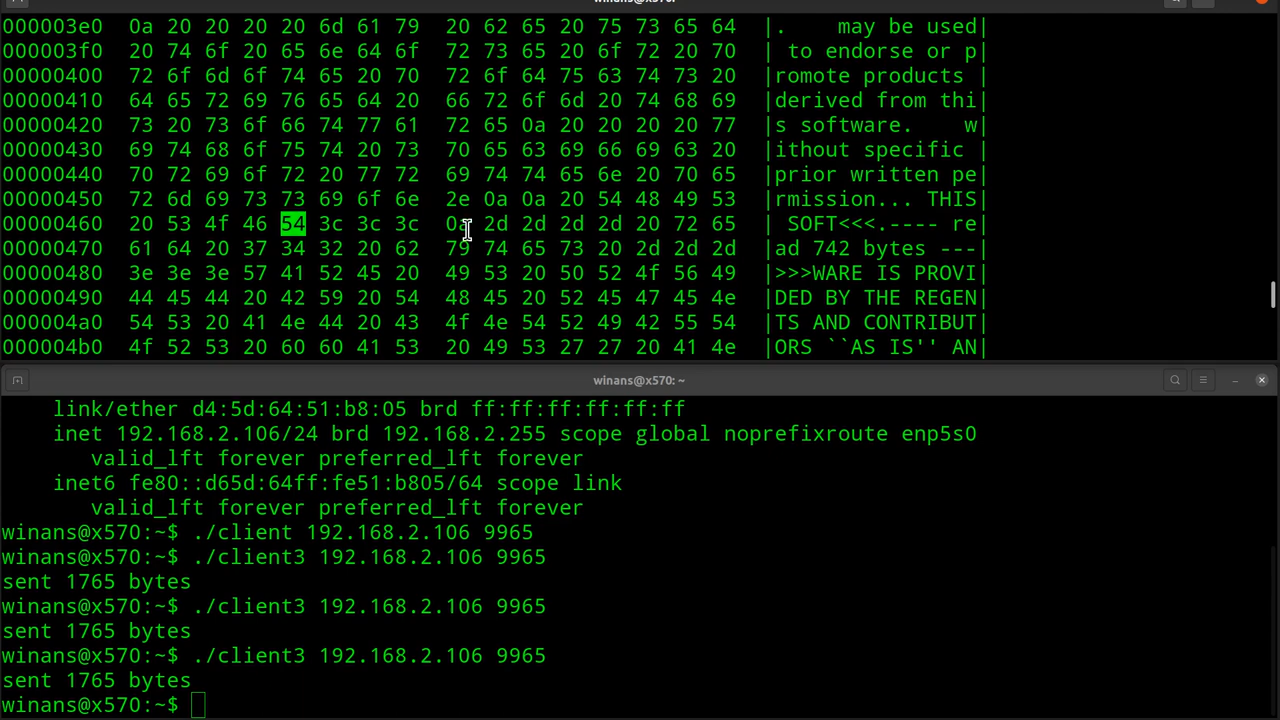 winans@x570: ~
000003e0  0a 20 20 20 20 6d 61 79  20 62 65 20 75 73 65 64  |.    may be used|
000003f0  20 74 6f 20 65 6e 64 6f  72 73 65 20 6f 72 20 70  | to endorse or p|
00000400  72 6f 6d 6f 74 65 20 70  72 6f 64 75 63 74 73 20  |romote products |
00000410  64 65 72 69 76 65 64 20  66 72 6f 6d 20 74 68 69  |derived from thi|
00000420  73 20 73 6f 66 74 77 61  72 65 0a 20 20 20 20 77  |s software.    w|
00000430  69 74 68 6f 75 74 20 73  70 65 63 69 66 69 63 20  |ithout specific |
00000440  70 72 69 6f 72 20 77 72  69 74 74 65 6e 20 70 65  |prior written pe|
00000450  72 6d 69 73 73 69 6f 6e  2e 0a 0a 20 54 48 49 53  |rmission... THIS|
00000460  20 53 4f 46 54 3c 3c 3c  0a 2d 2d 2d 2d 20 72 65  | SOFT<<<.---- re|
00000470  61 64 20 37 34 32 20 62  79 74 65 73 20 2d 2d 2d  |ad 742 bytes ---|
00000480  3e 3e 3e 57 41 52 45 20  49 53 20 50 52 4f 56 49  |>>>WARE IS PROVI|
00000490  44 45 44 20 42 59 20 54  48 45 20 52 45 47 45 4e  |DED BY THE REGEN|
000004a0  54 53 20 41 4e 44 20 43  4f 4e 54 52 49 42 55 54  |TS AND CONTRIBUT|
000004b0  4f 52 53 20 60 60 41 53  20 49 53 27 27 20 41 4e  |ORS ``AS IS'' AN|
winans@x570: ~
link/ether d4:5d:64:51:b8:05 brd ff:ff:ff:ff:ff:ff
inet 192.168.2.106/24 brd 192.168.2.255 scope global noprefixroute enp5s0
valid_lft forever preferred_lft forever
inet6 fe80::d65d:64ff:fe51:b805/64 scope link
valid_lft forever preferred_lft forever
winans@x570:~$ ./client 192.168.2.106 9965
winans@x570:~$ ./client3 192.168.2.106 9965
sent 1765 bytes
winans@x570:~$ ./client3 192.168.2.106 9965
sent 1765 bytes
winans@x570:~$ ./client3 192.168.2.106 9965
sent 1765 bytes
winans@x570:~$